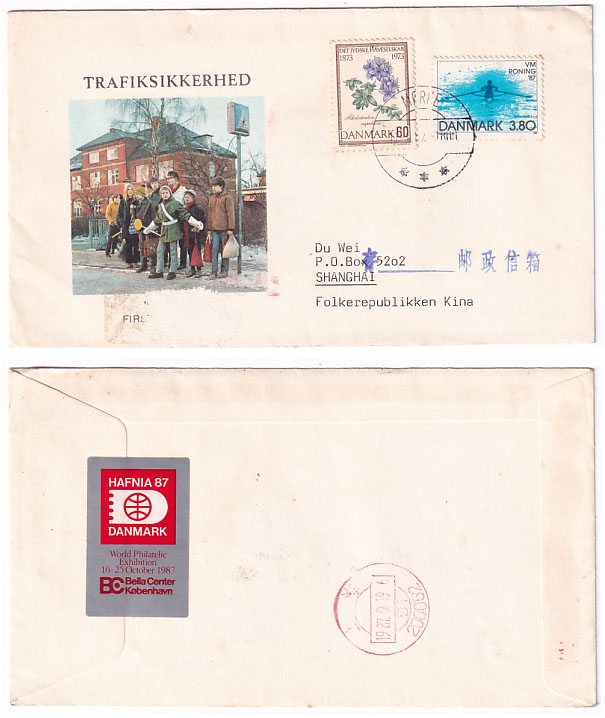 TRAFIKSIKKERHED
DET JYDSKE HAVESELSKAB
1873 1973
DANMARK 60
VM
RONING
'87
DANMARK 3.80
Du Wei
P.O.Box 5202
邮政信箱
SHANGHAI
Folkerepublikken Kina
FIRS
HAFNIA 87
DANMARK
World Philatelic
Exhibition
16-25 October 1987
BC Bella Center
København